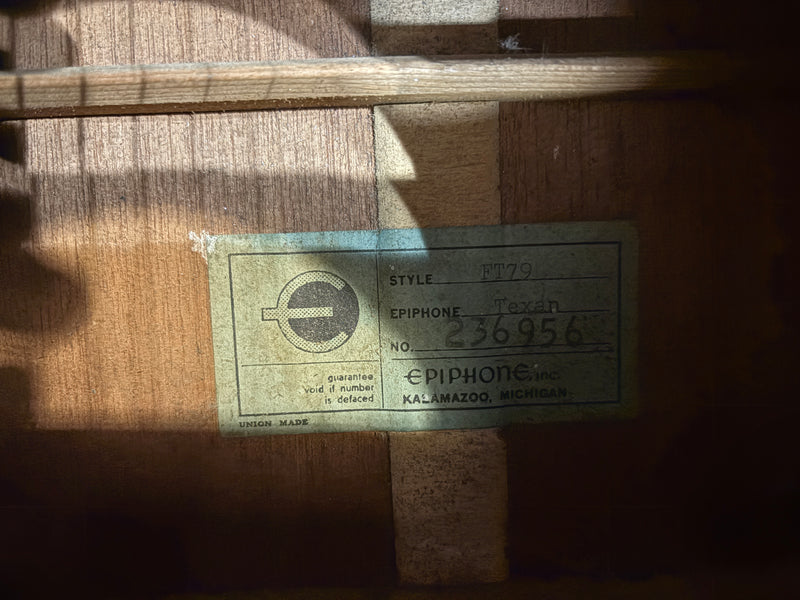 STYLE FT79
EPIPHONE Texan
NO. 236956
guarantee
void if number
is defaced
EPIPHONE, inc.
KALAMAZOO, MICHIGAN
UNION MADE